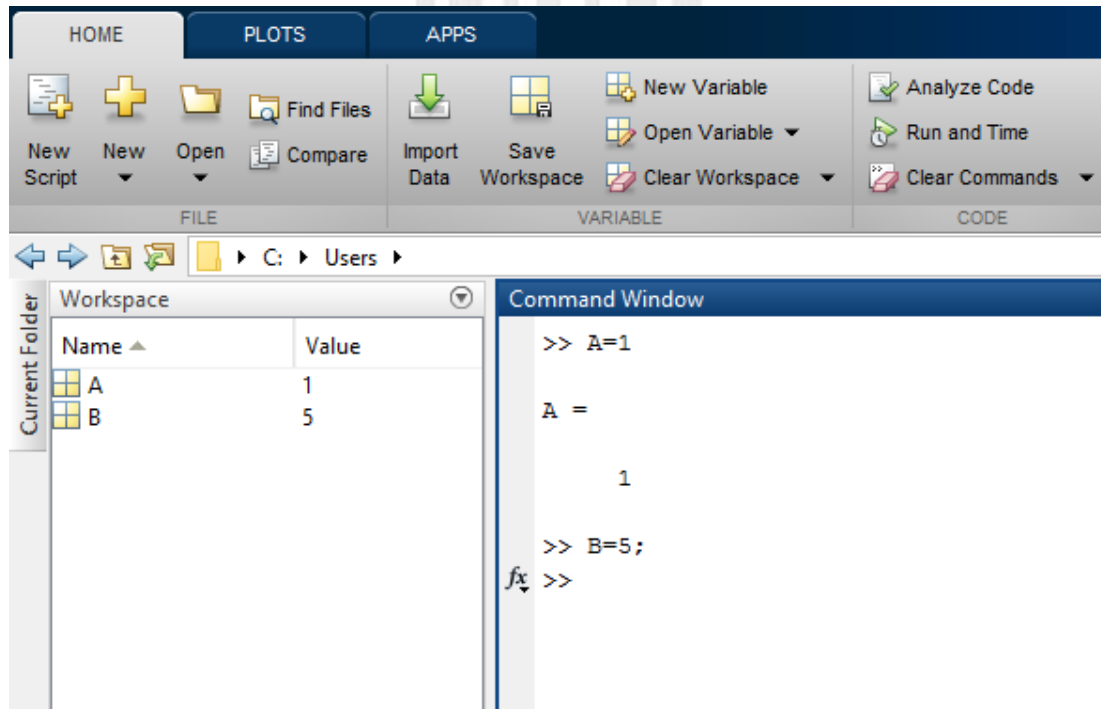 HOME PLOTS APPS
New Script
New
Open
Find Files
Compare
FILE
Import Data
Save Workspace
New Variable
Open Variable
Clear Workspace
VARIABLE
Analyze Code
Run and Time
Clear Commands
CODE
C: Users
Current Folder
Workspace
Name Value
A 1
B 5
Command Window
>> A=1
A =
1
>> B=5;
fx >>